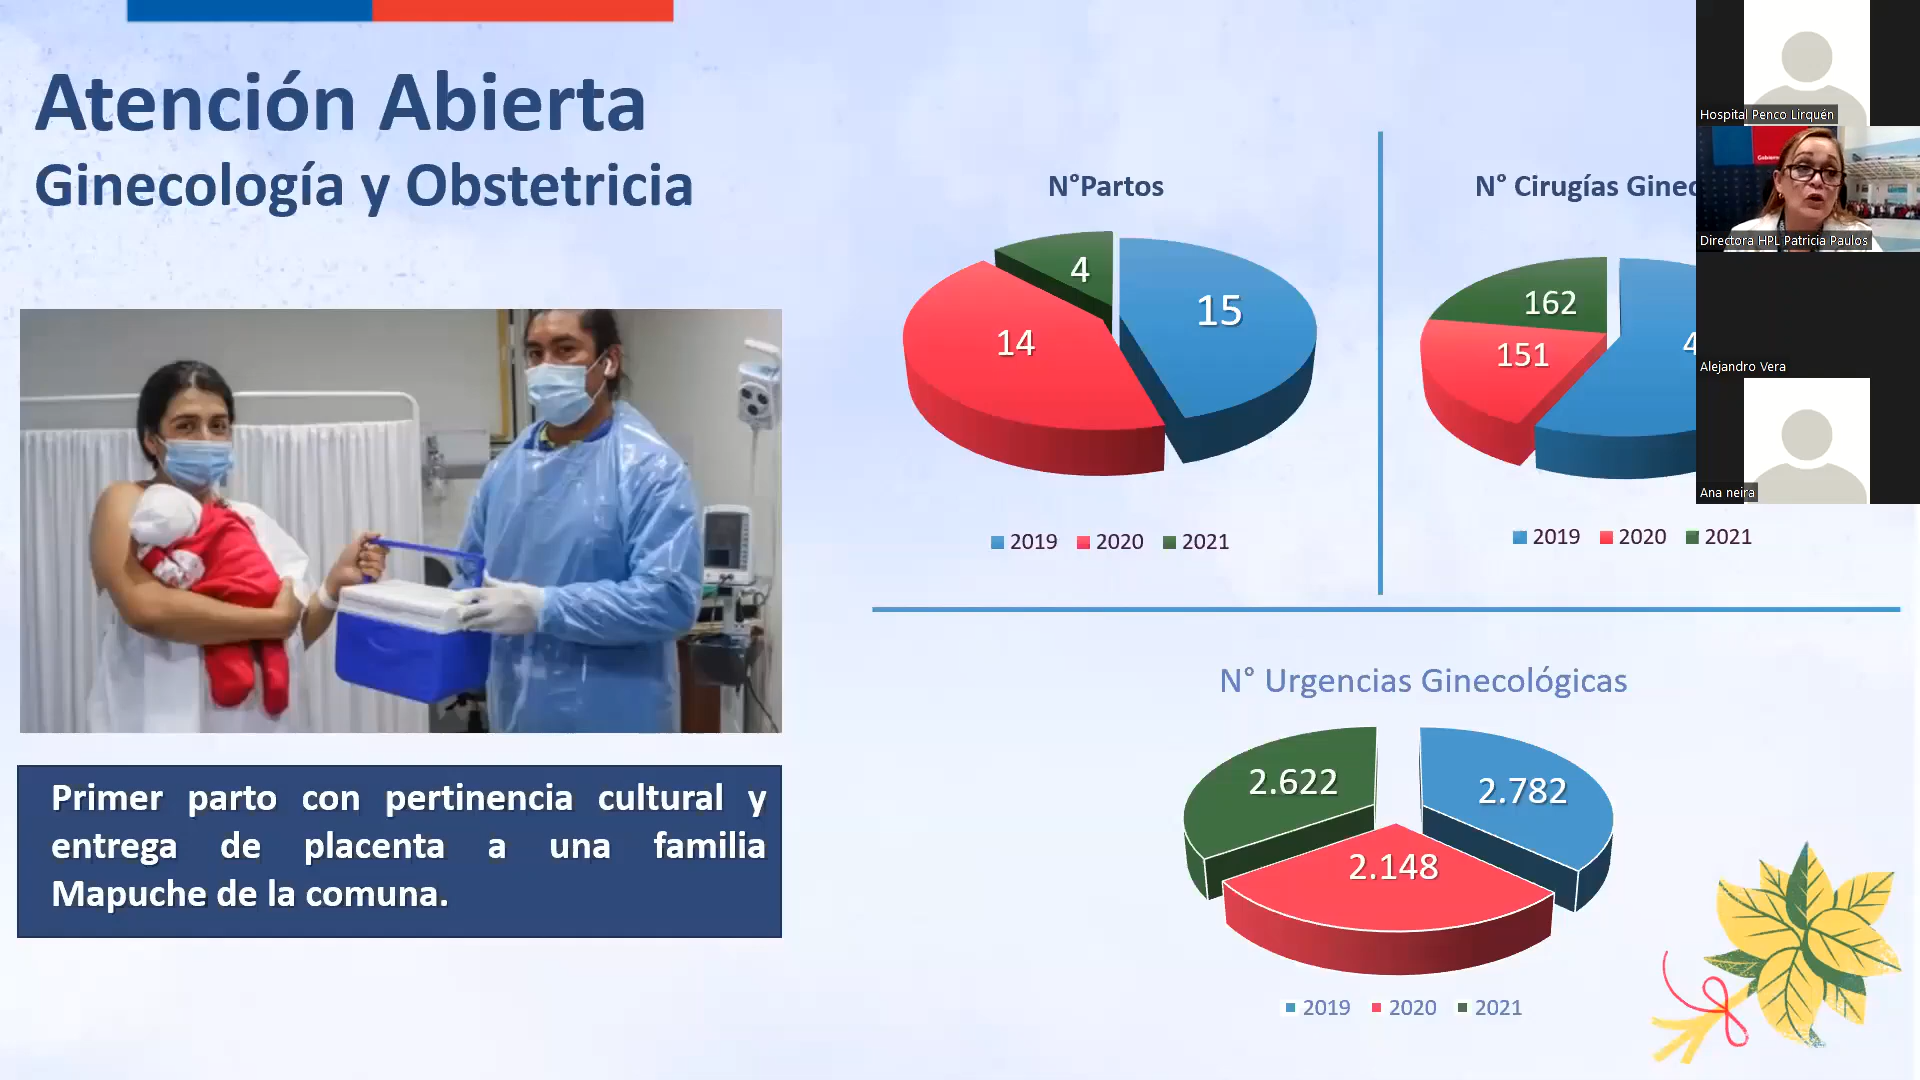 Atención Abierta
Ginecología y Obstetricia
Primer parto con pertinencia cultural y
entrega de placenta a una familia
Mapuche de la comuna.
N°Partos
4
15
14
2019 2020 2021
N° Cirugías Ginec
162
151
4
2019 2020 2021
N° Urgencias Ginecológicas
2.622
2.782
2.148
2019 2020 2021
Hospital Penco Lirquén
Directora HPL Patricia Paulos
Alejandro Vera
Ana neira